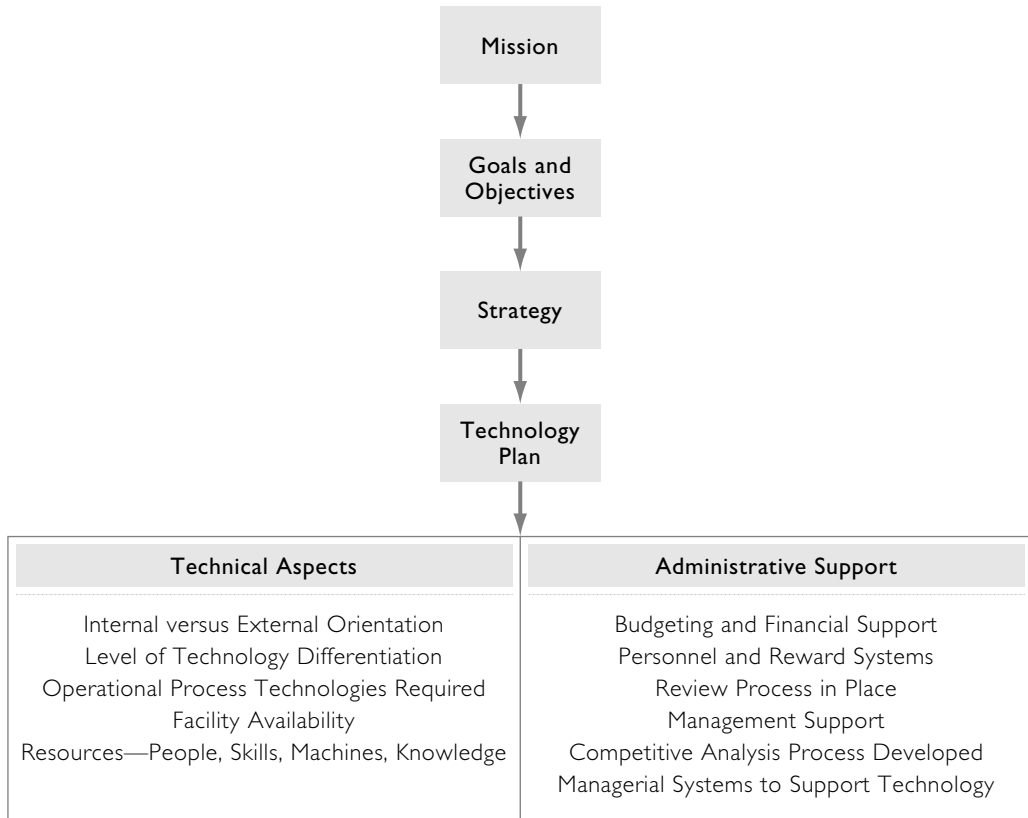 Mission
Goals and
Objectives
Strategy
Technology
Plan
Technical Aspects
Internal versus External Orientation
Level of Technology Differentiation
Operational Process Technologies Required
Facility Availability
Resources—People, Skills, Machines, Knowledge
Administrative Support
Budgeting and Financial Support
Personnel and Reward Systems
Review Process in Place
Management Support
Competitive Analysis Process Developed
Managerial Systems to Support Technology